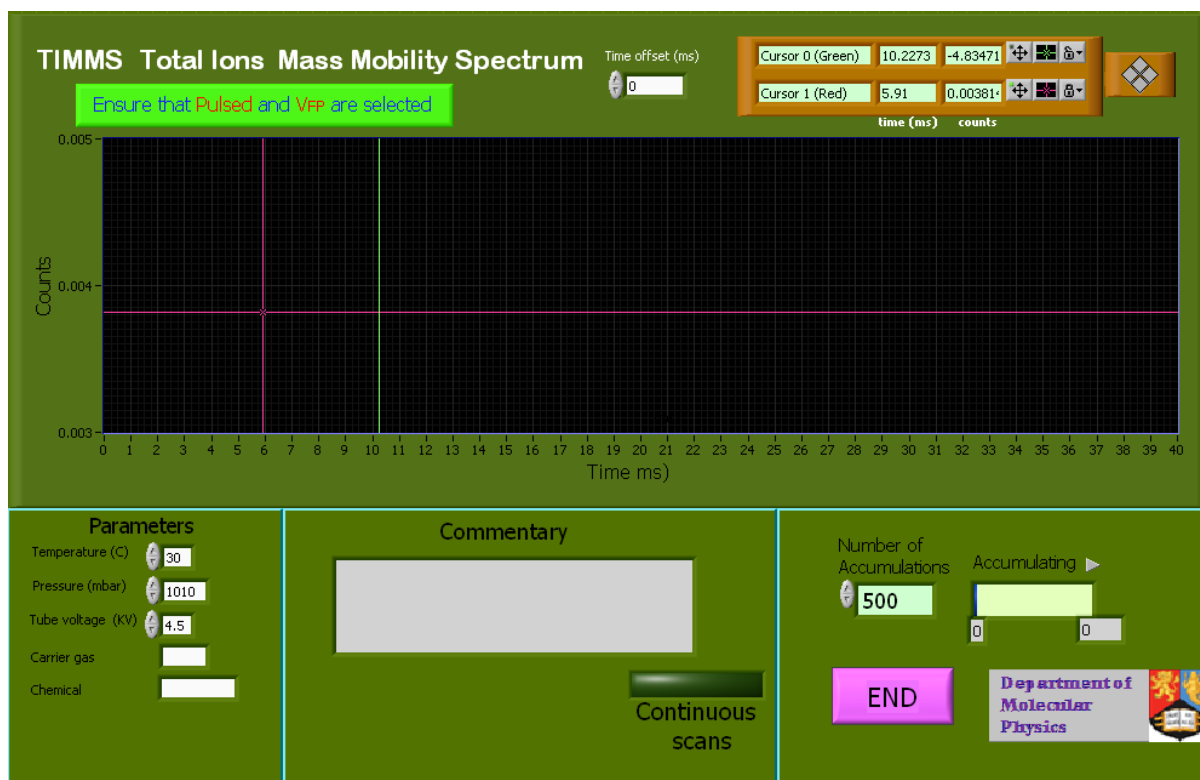 TIMMS Total Ions Mass Mobility Spectrum
Time offset (ms)
0
Cursor 0 (Green) 10.2273 -4.83471
Cursor 1 (Red) 5.91 0.00381
time (ms) counts
Ensure that Pulsed and VFP are selected
Counts
0.005
0.004
0.003
0 1 2 3 4 5 6 7 8 9 10 11 12 13 14 15 16 17 18 19 20 21 22 23 24 25 26 27 28 29 30 31 32 33 34 35 36 37 38 39 40
Time ms)
Parameters
Temperature (C) 30
Pressure (mbar) 1010
Tube voltage (KV) 4.5
Carrier gas
Chemical
Commentary
Continuous
scans
Number of
Accumulations
500
Accumulating
0 0
END
Department of
Molecular
Physics